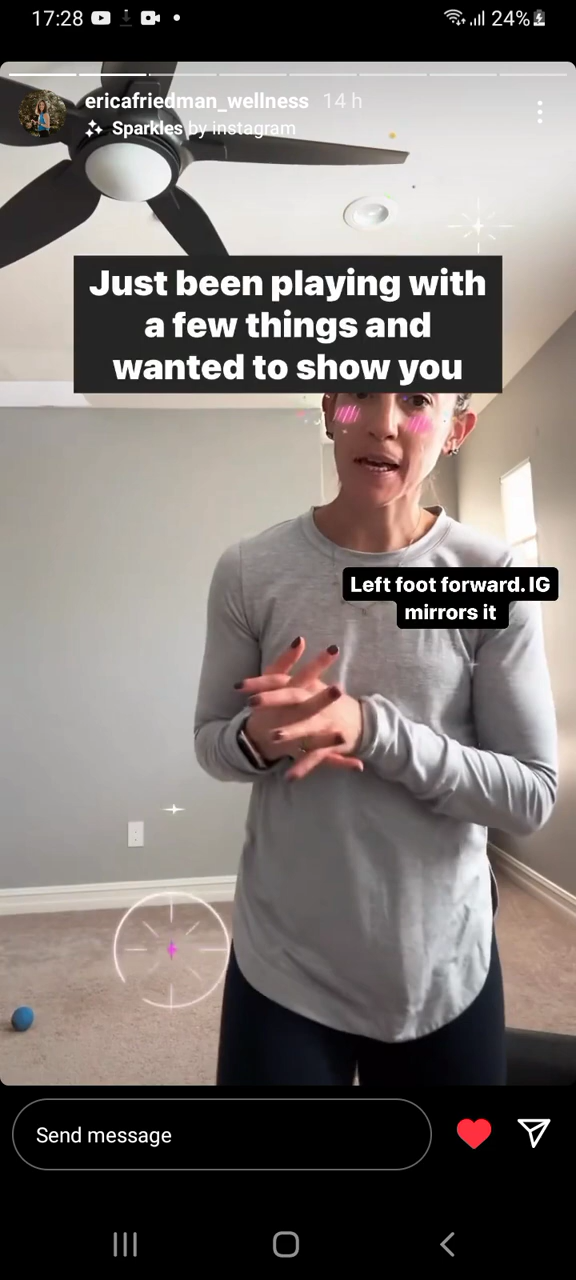 17:28 24%
ericafriedman_wellness 14 h
Sparkles by instagram
Just been playing with
a few things and
wanted to show you
Left foot forward. IG
mirrors it
Send message